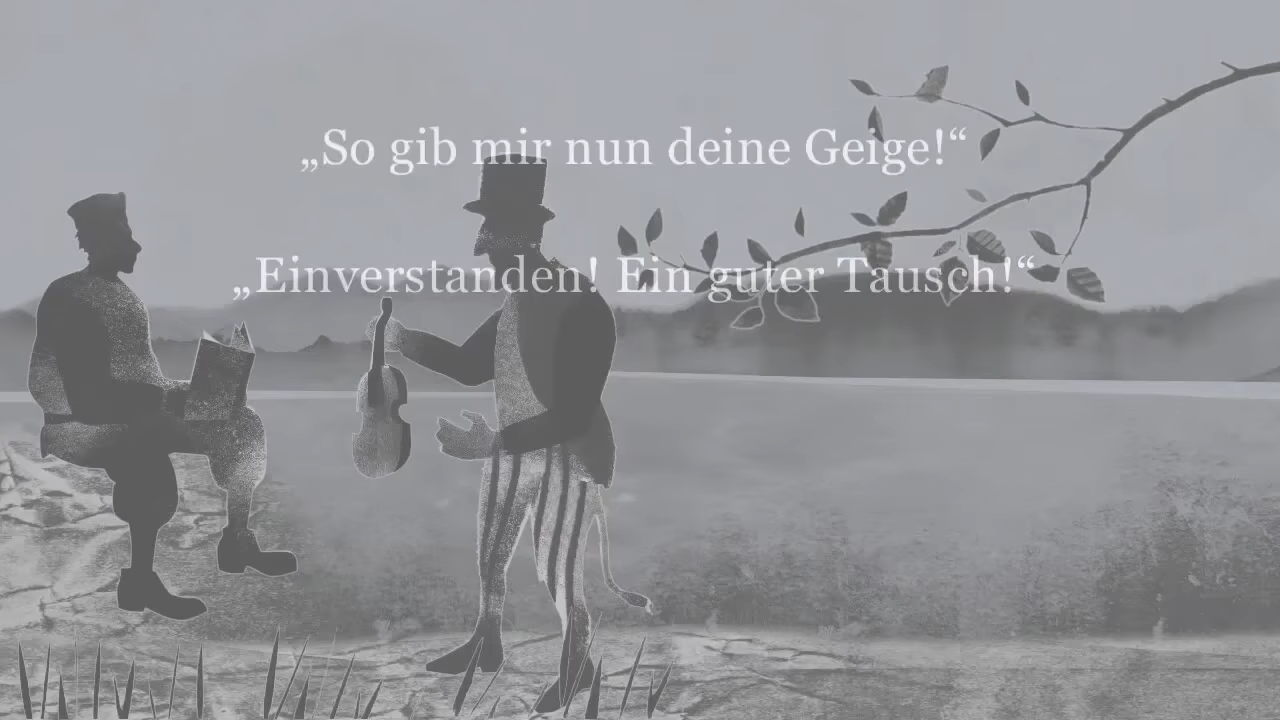 „So gib mir nun deine Geige!“
„Einverstanden! Ein guter Tausch!“